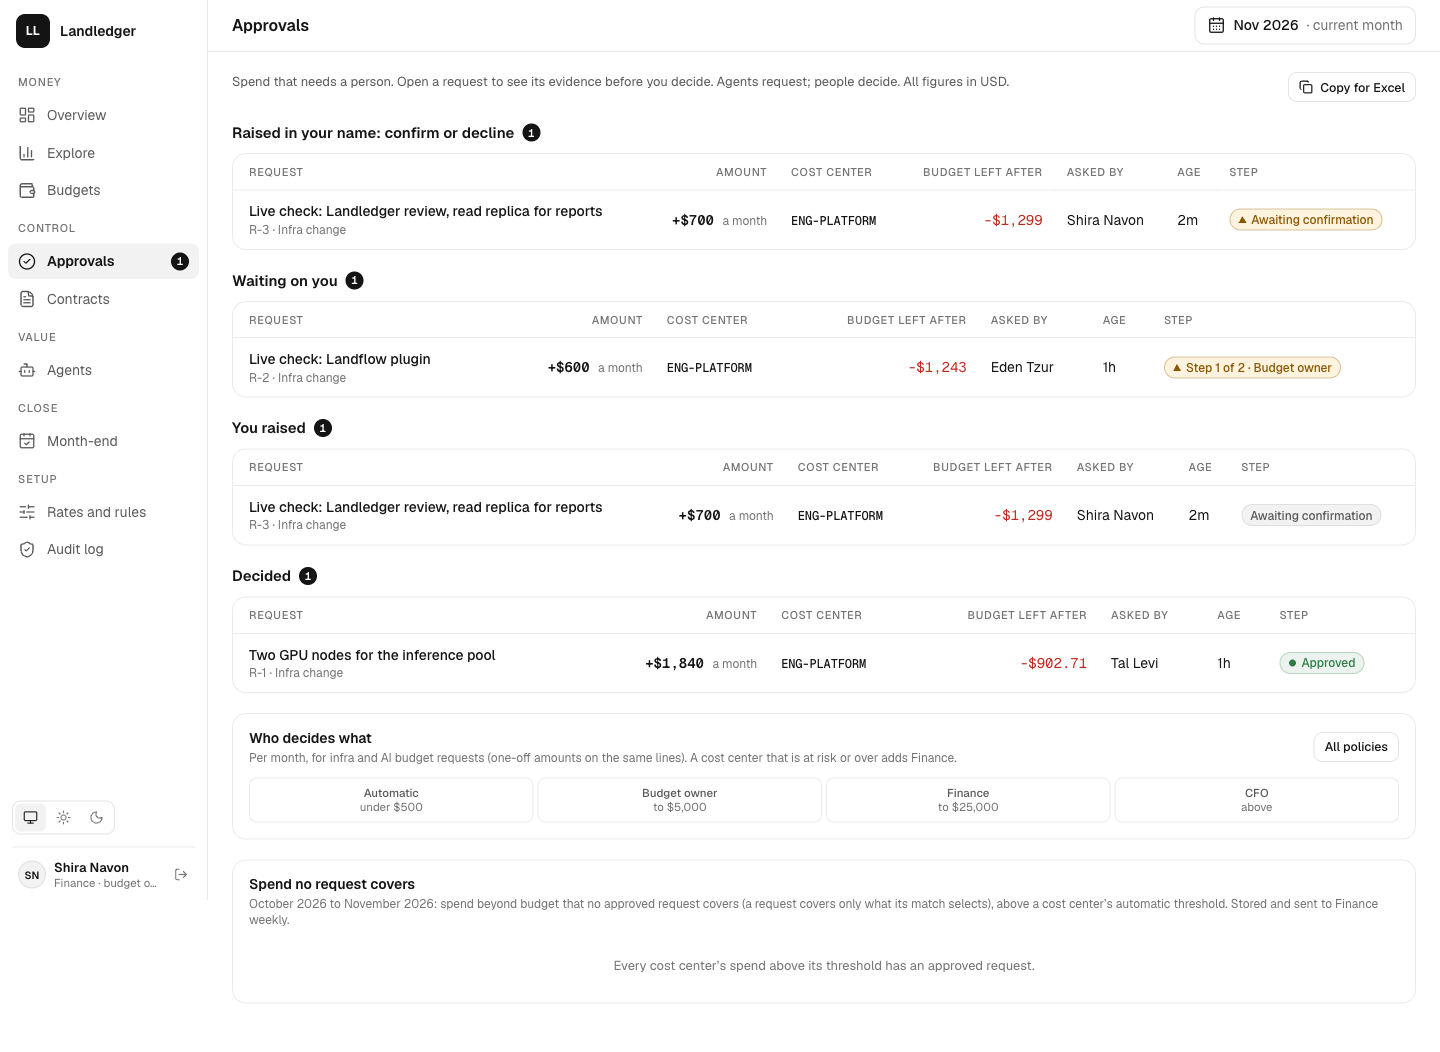 LL
Landledger
MONEY
Overview
Explore
Budgets
CONTROL
Approvals 1
Contracts
VALUE
Agents
CLOSE
Month-end
SETUP
Rates and rules
Audit log
SN
Shira Navon
Finance · budget o...
Approvals
Nov 2026 · current month
Spend that needs a person. Open a request to see its evidence before you decide. Agents request; people decide. All figures in USD.
Copy for Excel
Raised in your name: confirm or decline 1
REQUEST AMOUNT COST CENTER BUDGET LEFT AFTER ASKED BY AGE STEP
Live check: Landledger review, read replica for reports
R-3 · Infra change
+$700 a month ENG-PLATFORM -$1,299 Shira Navon 2m Awaiting confirmation
Waiting on you 1
REQUEST AMOUNT COST CENTER BUDGET LEFT AFTER ASKED BY AGE STEP
Live check: Landflow plugin
R-2 · Infra change
+$600 a month ENG-PLATFORM -$1,243 Eden Tzur 1h Step 1 of 2 · Budget owner
You raised 1
REQUEST AMOUNT COST CENTER BUDGET LEFT AFTER ASKED BY AGE STEP
Live check: Landledger review, read replica for reports
R-3 · Infra change
+$700 a month ENG-PLATFORM -$1,299 Shira Navon 2m Awaiting confirmation
Decided 1
REQUEST AMOUNT COST CENTER BUDGET LEFT AFTER ASKED BY AGE STEP
Two GPU nodes for the inference pool
R-1 · Infra change
+$1,840 a month ENG-PLATFORM -$902.71 Tal Levi 1h Approved
Who decides what
Per month, for infra and AI budget requests (one-off amounts on the same lines). A cost center that is at risk or over adds Finance.
All policies
Automatic
under $500
Budget owner
to $5,000
Finance
to $25,000
CFO
above
Spend no request covers
October 2026 to November 2026: spend beyond budget that no approved request covers (a request covers only what its match selects), above a cost center's automatic threshold. Stored and sent to Finance
weekly.
Every cost center's spend above its threshold has an approved request.